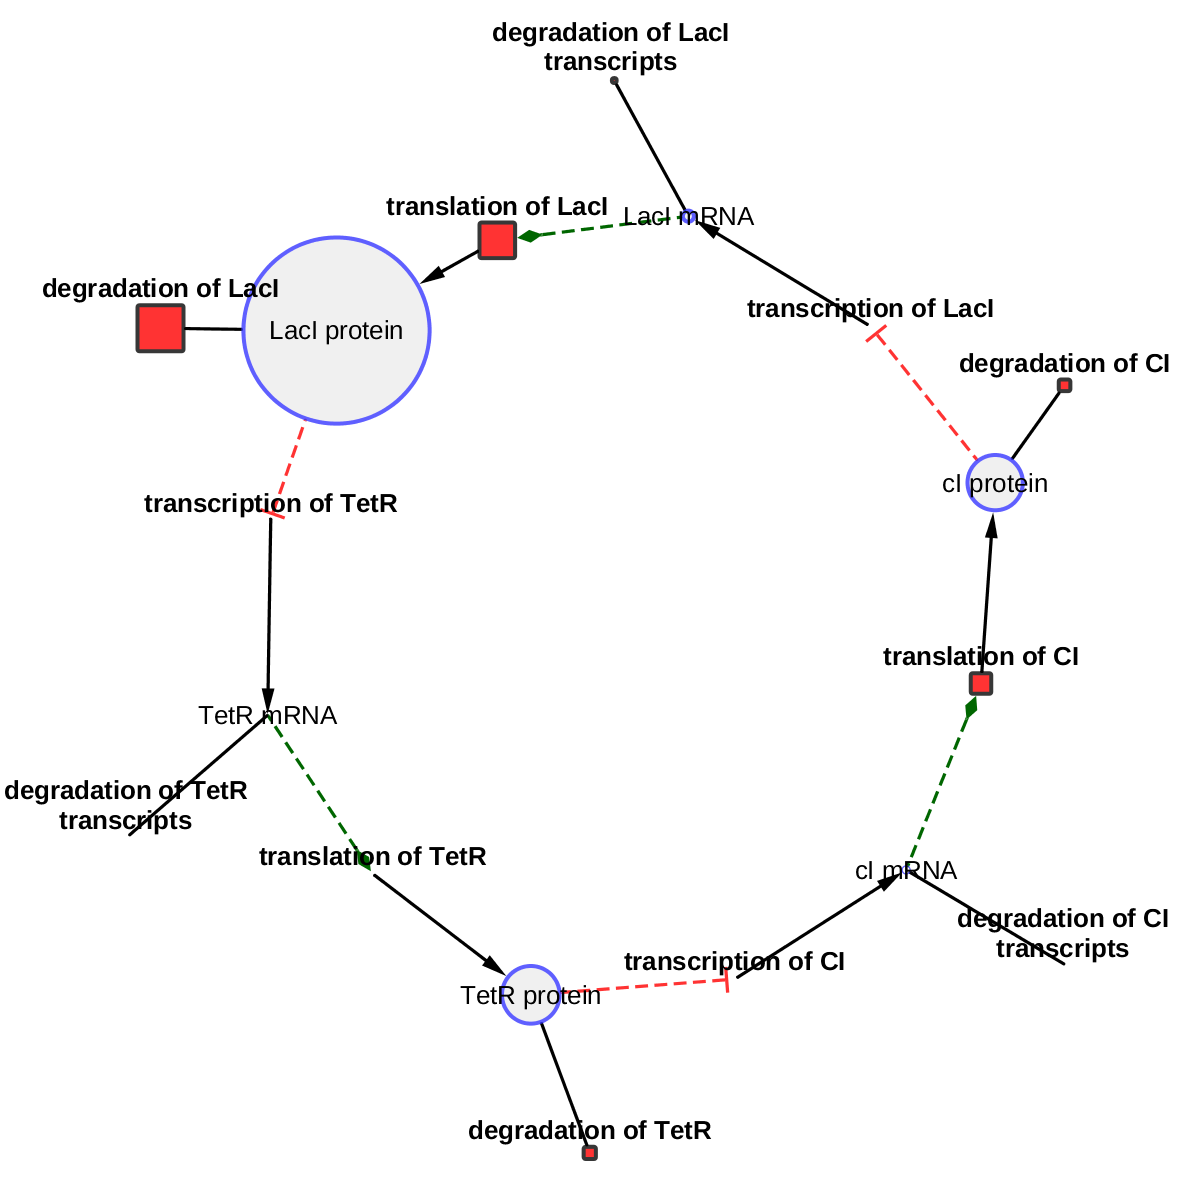 degradation of LacI
transcripts
translation of LacI
LacI mRNA
degradation of LacI
transcription of LacI
LacI protein
degradation of CI
cI protein
transcription of TetR
translation of CI
TetR mRNA
degradation of TetR
transcripts
translation of TetR
cI mRNA
degradation of CI
transcripts
transcription of CI
TetR protein
degradation of TetR